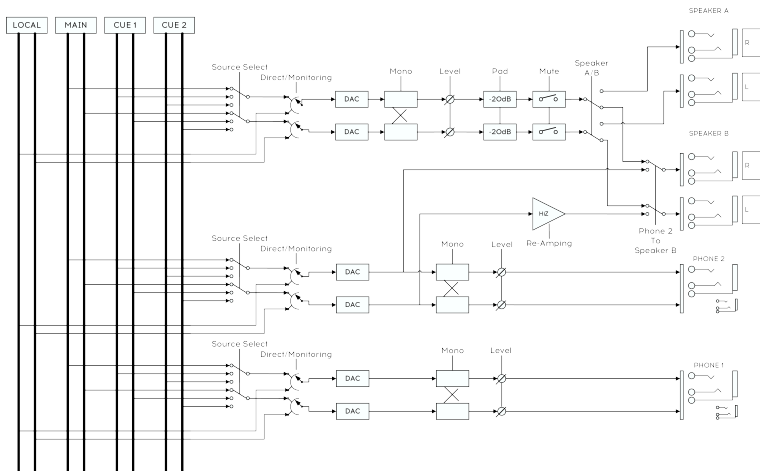 SPEAKER A
LOCAL MAIN CUE 1 CUE 2
R
Source Select
Direct/Monitoring
Mono
Level
Pad
Mute
Speaker
A/B
L
DAC
-20dB
DAC
-20dB
SPEAKER B
R
HiZ
Re-Amping
L
Phone 2
To
Speaker B
Source Select
Direct/Monitoring
Mono
Level
PHONE 2
DAC
DAC
Source Select
Direct/Monitoring
Mono
Level
PHONE 1
DAC
DAC